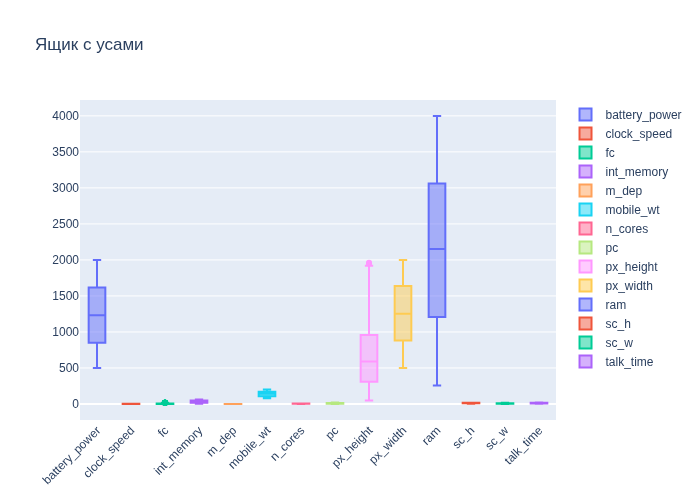 Ящик с усами
4000
3500
3000
2500
2000
1500
1000
500
0
battery_power
clock_speed
fc
int_memory
m_dep
mobile_wt
n_cores
pc
px_height
px_width
ram
sc_h
sc_w
talk_time
battery_power
clock_speed
fc
int_memory
m_dep
mobile_wt
n_cores
pc
px_height
px_width
ram
sc_h
sc_w
talk_time